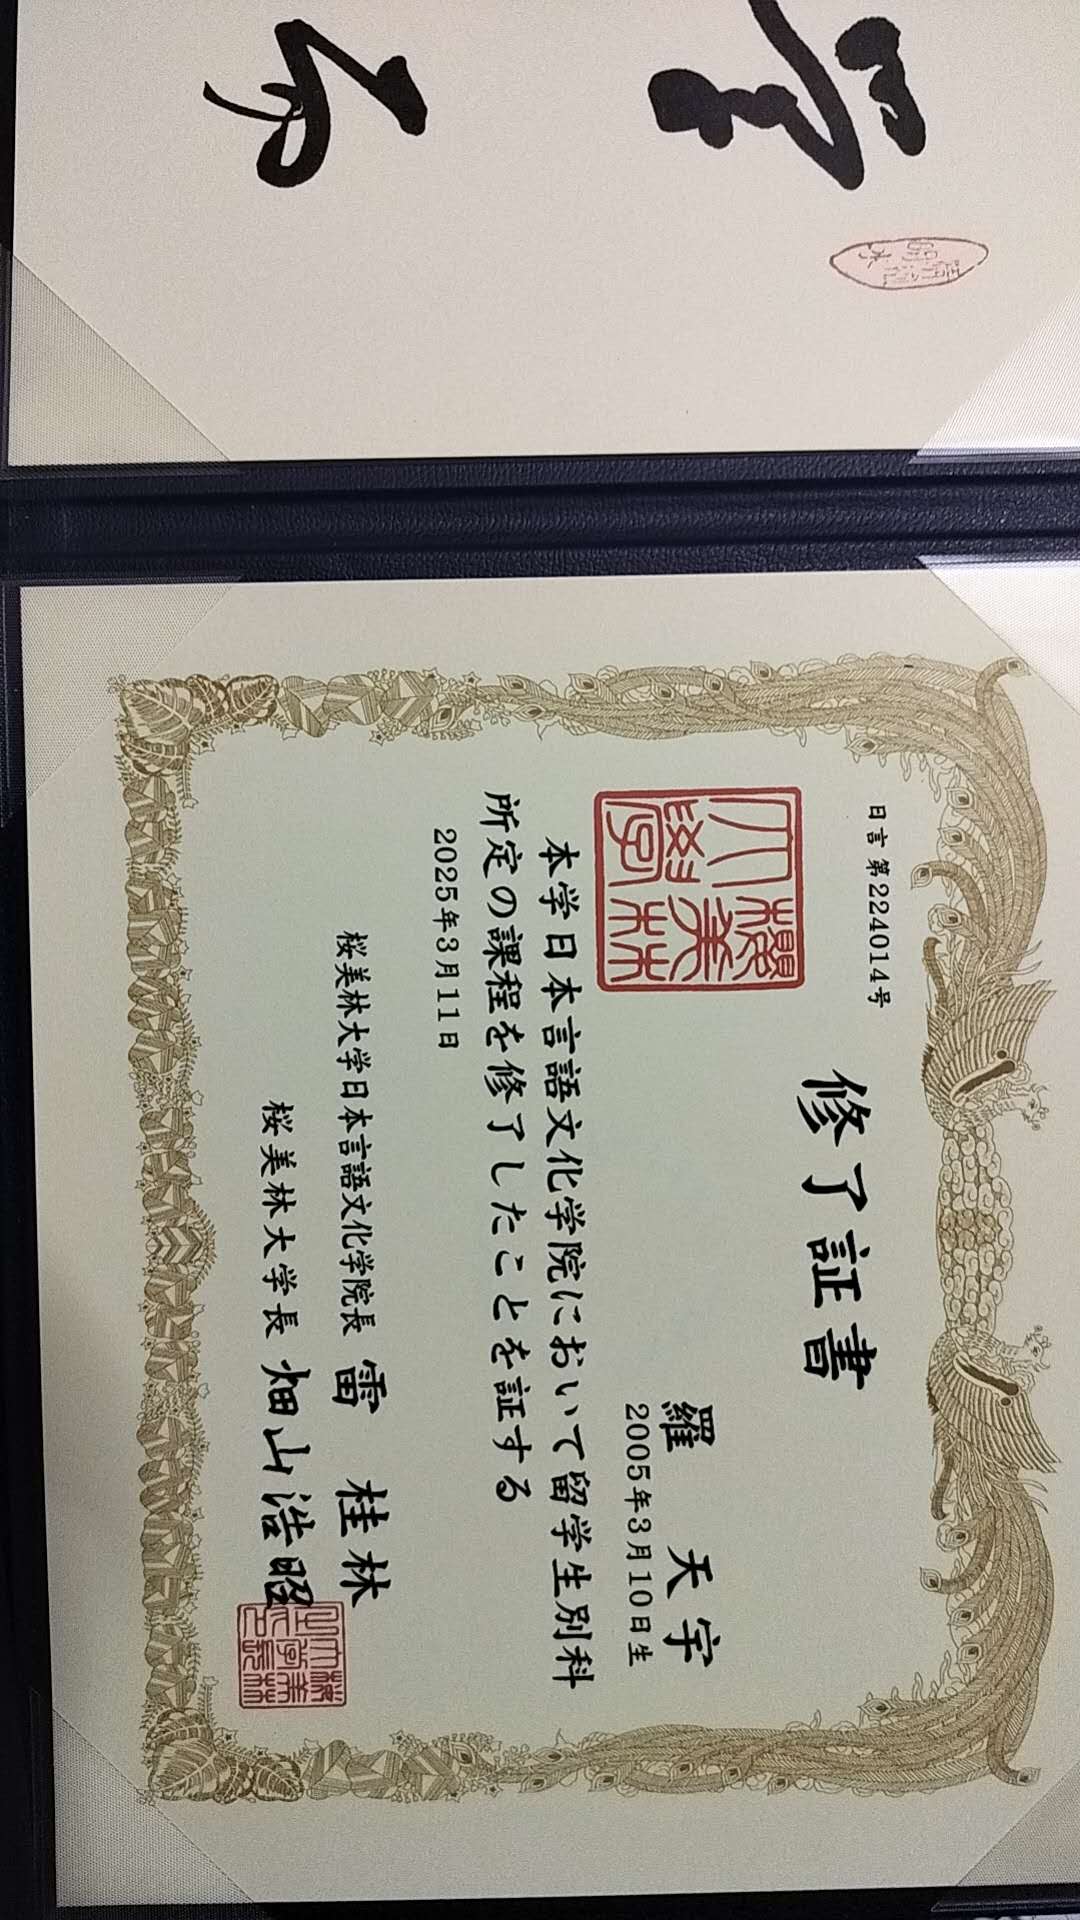 日言第224014号
修了証書
羅 天宇
2005年3月10日生
本学日本言語文化学院において留学生別科
所定の課程を修了したことを証する
2025年3月11日
桜美林大学日本言語文化学院長 雷 桂林
桜美林大学長 畑山浩昭